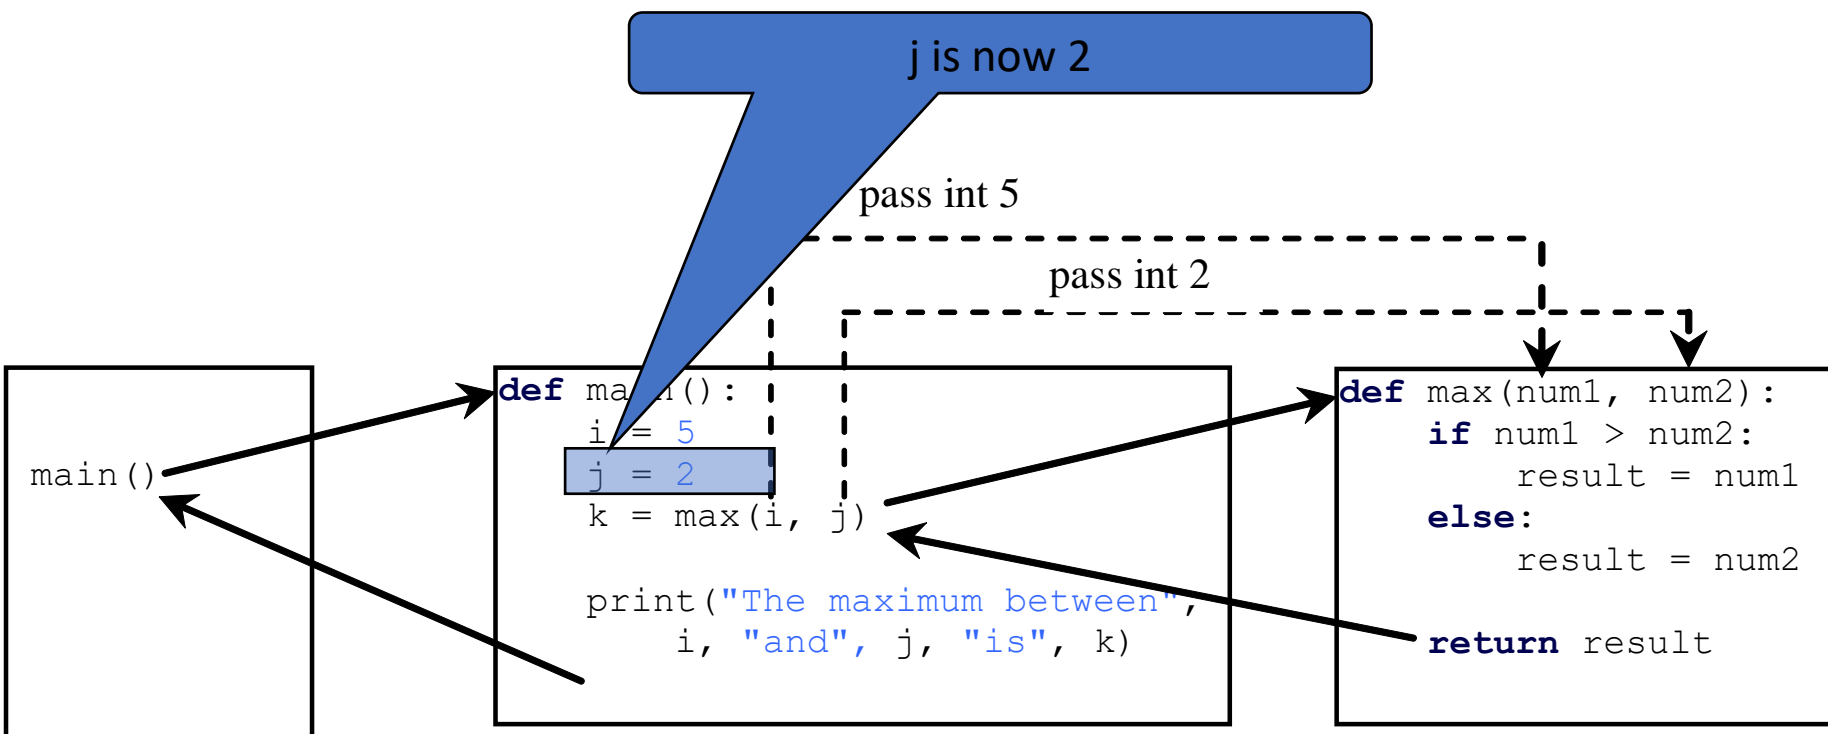 j is now 2
pass int 5
pass int 2
main()
def main():
    i = 5
    j = 2
    k = max(i, j)
    print("The maximum between",
        i, "and", j, "is", k)
def max(num1, num2):
    if num1 > num2:
        result = num1
    else:
        result = num2
    return result